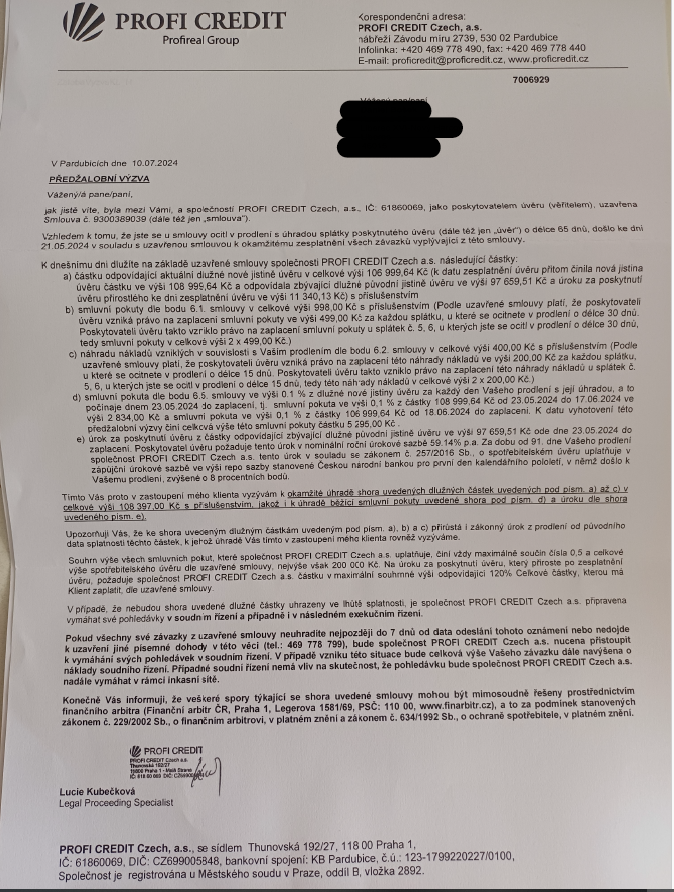 PROFI CREDIT
Profireal Group
Korespondenční adresa:
PROFI CREDIT Czech, a.s.
nábřeží Závodu míru 2739, 530 02 Pardubice
Infolinka: +420 469 778 490, fax: +420 469 778 440
E-mail: proficredit@proficredit.cz, www.proficredit.cz
7006929
V Pardubicích dne 10.07.2024
PŘEDŽALOBNÍ VÝZVA
Vážený/á pane/paní,
jak jistě víte, byla mezi Vámi, a společností PROFI CREDIT Czech, a.s., IČ: 61860069, jako poskytovatelem úvěru (věřitelem), uzavřena
Smlouva č. 9300389039 (dále též jen „smlouva").
Vzhledem k tomu, že jste se u smlouvy ocitl v prodlení s úhradou splátky poskytnutého úvěru (dále též jen „úvěr") o délce 65 dnů, došlo ke dni
21.05.2024 v souladu s uzavřenou smlouvou k okamžitému zesplatnění všech závazků vyplývající z této smlouvy.
K dnešnímu dni dlužíte na základě uzavřené smlouvy společnosti PROFI CREDIT Czech, a.s. následující částky:
a) částku odpovídající aktuální dlužné nové jistině úvěru v celkové výši 106 999,64 Kč (k datu zesplatnění úvěru přitom činila nová jistina
úvěru částku ve výši 108 999,64 Kč a odpovídala zbývající dlužné původní jistině úvěru ve výši 97 659,51 Kč a úroku za poskytnutí
úvěru přirostlého ke dni zesplatnění úvěru ve výši 11 340,13 Kč) s příslušenstvím
b) smluvní pokuty dle bodu 6.1. smlouvy v celkové výši 998,00 Kč s příslušenstvím (Podle uzavřené smlouvy platí, že poskytovateli
úvěru vzniká právo na zaplacení smluvní pokuty ve výši 499,00 Kč za každou splátku, u které se ocitnete v prodlení o délce 30 dnů.
Poskytovateli úvěru takto vzniklo právo na zaplacení smluvní pokuty u splátek č. 5, 6, u kterých jste se ocitl v prodlení o délce 30 dnů,
tedy smluvní pokuty v celkové výši 2 x 499,00 Kč.)
c) náhradu nákladů vzniklých v souvislosti s Vašim prodlením dle bodu 6.2. smlouvy v celkové výši 400,00 Kč s příslušenstvím (Podle
uzavřené smlouvy platí, že poskytovateli úvěru vzniká právo na zaplacení této náhrady nákladů ve výši 200,00 Kč za každou splátku,
u které se ocitnete v prodlení o délce 15 dnů. Poskytovateli úvěru takto vzniklo právo na zaplacení této náhrady nákladů u splátek č.
5, 6, u kterých jste se ocitl v prodlení o délce 15 dnů, tedy této náhrady nákladů v celkové výši 2 x 200,00 Kč.)
d) smluvní pokuta dle bodu 6.5. smlouvy ve výši 0,1 % z dlužné nové jistiny úvěru za každý den Vašeho prodlení s její úhradou, a to
počínaje dnem 23.05.2024 do zaplacení, tj. smluvní pokuta ve výši 0,1 % z částky 108 999,64 Kč od 23.05.2024 do 17.06.2024 ve
výši 2 834,00 Kč a smluvní pokuta ve výši 0,1 % z částky 106 999,64 Kč od 18.06.2024 do zaplacení. K datu vyhotovení této
předžalobní výzvy činí celková výše této smluvní pokuty částku 5 295,00 Kč.
e) úrok za poskytnutí úvěru z částky odpovídající zbývající dlužné původní jistině úvěru ve výši 97 659,51 Kč ode dne 23.05.2024 do
zaplacení. Poskytovatel úvěru požaduje tento úrok v nominální roční úrokové sazbě 59.14% p.a. Za dobu od 91. dne Vašeho prodlení
společnost PROFI CREDIT Czech a.s. tento úrok v souladu se zákonem č. 257/2016 Sb., o spotřebitelském úvěru uplatňuje v
zápůjční úrokové sazbě ve výši repo sazby stanovené Českou národní bankou pro první den kalendářního pololetí, v němž došlo k
Vašemu prodlení, zvýšené o 8 procentních bodů.
Tímto Vás proto v zastoupení mého klienta vyzývám k okamžité úhradě shora uvedených dlužných částek uvedených pod písm. a) až c) v
celkové výši 108 397,00 Kč s příslušenstvím, jakož i k úhradě běžící smluvní pokuty uvedené shora pod písm. d) a úroku dle shora
uvedeného písm. e).
Upozorňuji Vás, že ke shora uvedeným dlužným částkám uvedeným pod písm. a), b) a c) přirůstá i zákonný úrok z prodlení od původního
data splatnosti těchto částek, k jehož úhradě Vás tímto v zastoupení mého klienta rovněž vyzýváme.
Souhrn výše všech smluvních pokut, které společnost PROFI CREDIT Czech a.s. uplatňuje, činí vždy maximálně součin čísla 0,5 a celkové
výše spotřebitelského úvěru dle uzavřené smlouvy, nejvýše však 200 000 Kč. Na úroku za poskytnutí úvěru, který přiroste po zesplatnění
úvěru, požaduje společnost PROFI CREDIT Czech a.s. částku v maximální souhrnné výši odpovídající 120% Celkové částky, kterou má
Klient zaplatit, dle uzavřené smlouvy.
V případě, že nebudou shora uvedené dlužné částky uhrazeny ve lhůtě splatnosti, je společnost PROFI CREDIT Czech a.s. připravena
vymáhat své pohledávky v soudním řízení a případně i v následném exekučním řízení.
Pokud všechny své závazky z uzavřené smlouvy neuhradíte nejpozději do 7 dnů od data odeslání tohoto oznámení nebo nedojde
k uzavření jiné písemné dohody v této věci (tel.: 469 778 799), bude společnost PROFI CREDIT Czech a.s. nucena přistoupit
k vymáhání svých pohledávek v soudním řízení. V případě vzniku této situace bude celková výše Vašeho závazku dále navýšena o
náklady soudního řízení. Případné soudní řízení nemá vliv na skutečnost, že pohledávku bude společnost PROFI CREDIT Czech a.s.
nadále vymáhat v rámci inkasní sítě.
Konečně Vás informuji, že veškeré spory týkající se shora uvedené smlouvy mohou být mimosoudně řešeny prostřednictvím
finančního arbitra (Finanční arbitr ČR, Praha 1, Legerova 1581/69, PSČ: 110 00, www.finarbitr.cz), a to za podmínek stanovených
zákonem č. 229/2002 Sb., o finančním arbitrovi, v platném znění a zákonem č. 634/1992 Sb., o ochraně spotřebitele, v platném znění.
PROFI CREDIT
PROFI CREDIT Czech a.s.
Thunovská 192/27
Lucie Kubečková
Legal Proceeding Specialist
PROFI CREDIT Czech, a.s., se sídlem Thunovská 192/27, 118 00 Praha 1,
IČ: 61860069, DIČ: CZ699005848, bankovní spojení: KB Pardubice, č.ú.: 123-1799220227/0100,
Společnost je registrována u Městského soudu v Praze, oddíl B, vložka 2892.